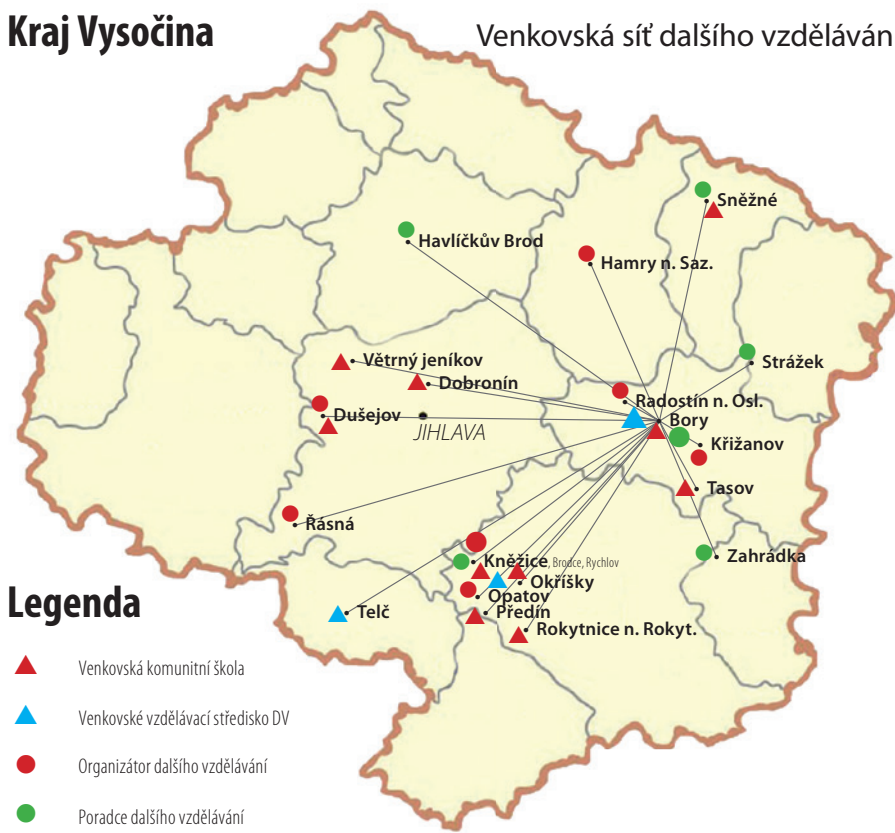 Kraj Vysočina
Venkovská síť dalšího vzděláván
Sněžné
Havlíčkův Brod
Hamry n. Saz.
Větrný jeníkov
Strážek
Dobronín
Radostín n. Osl.
Dušejov
Bory
JIHLAVA
Křižanov
Tasov
Řásná
Zahrádka
Kněžice, Brodce, Rychlov
Okříšky
Opatov
Telč
Předín
Rokytnice n. Rokyt.
Legenda
Venkovská komunitní škola
Venkovské vzdělávací středisko DV
Organizátor dalšího vzdělávání
Poradce dalšího vzdělávání